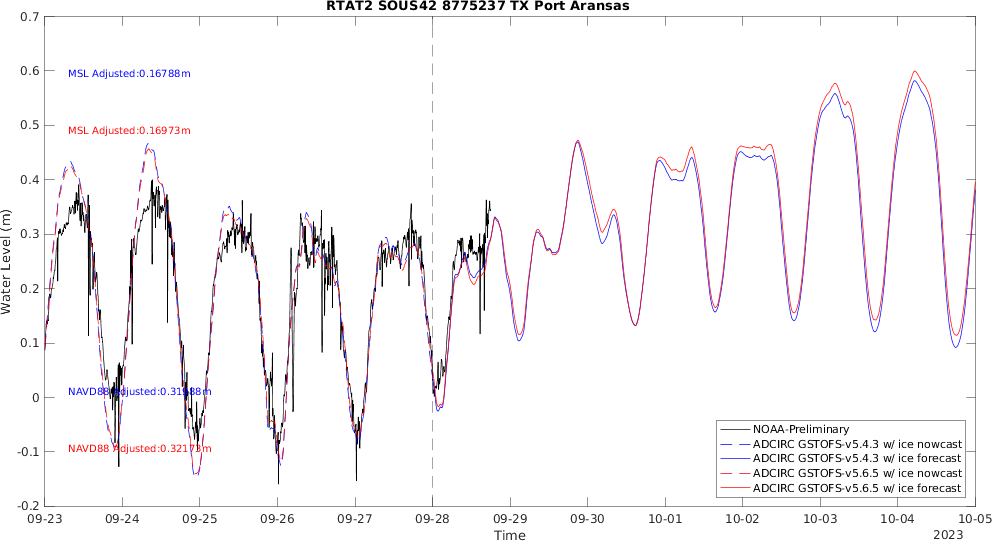 RTAT2 SOUS42 8775237 TX Port Aransas
Water Level (m)
0.7
0.6
0.5
0.4
0.3
0.2
0.1
0
-0.1
-0.2
MSL Adjusted:0.16788m
MSL Adjusted:0.16973m
NAVD88 Adjusted:0.31988m
NAVD88 Adjusted:0.32173m
NOAA-Preliminary
ADCIRC GSTOFS-v5.4.3 w/ ice nowcast
ADCIRC GSTOFS-v5.4.3 w/ ice forecast
ADCIRC GSTOFS-v5.6.5 w/ ice nowcast
ADCIRC GSTOFS-v5.6.5 w/ ice forecast
09-23 09-24 09-25 09-26 09-27 09-28 09-29 09-30 10-01 10-02 10-03 10-04 10-05
Time
2023